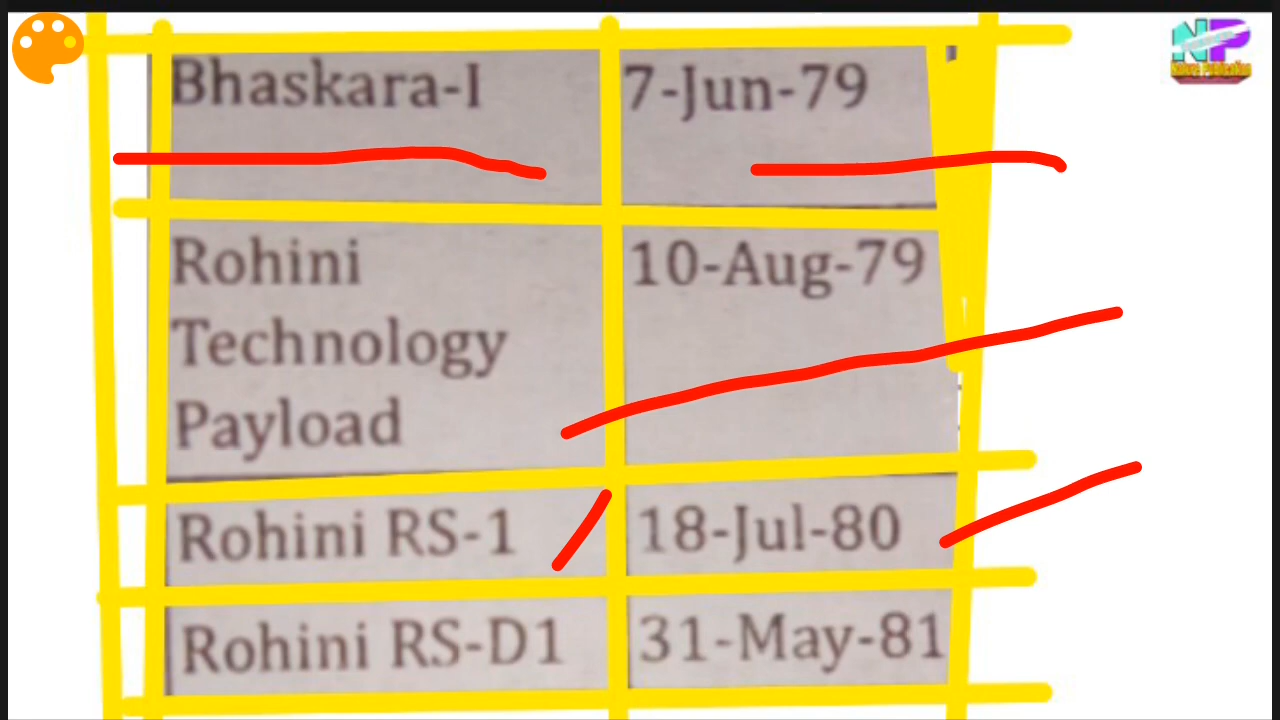 NP
Bhaskara-I 7-Jun-79
Rohini 10-Aug-79
Technology
Payload
Rohini RS-1 18-Jul-80
Rohini RS-D1 31-May-81